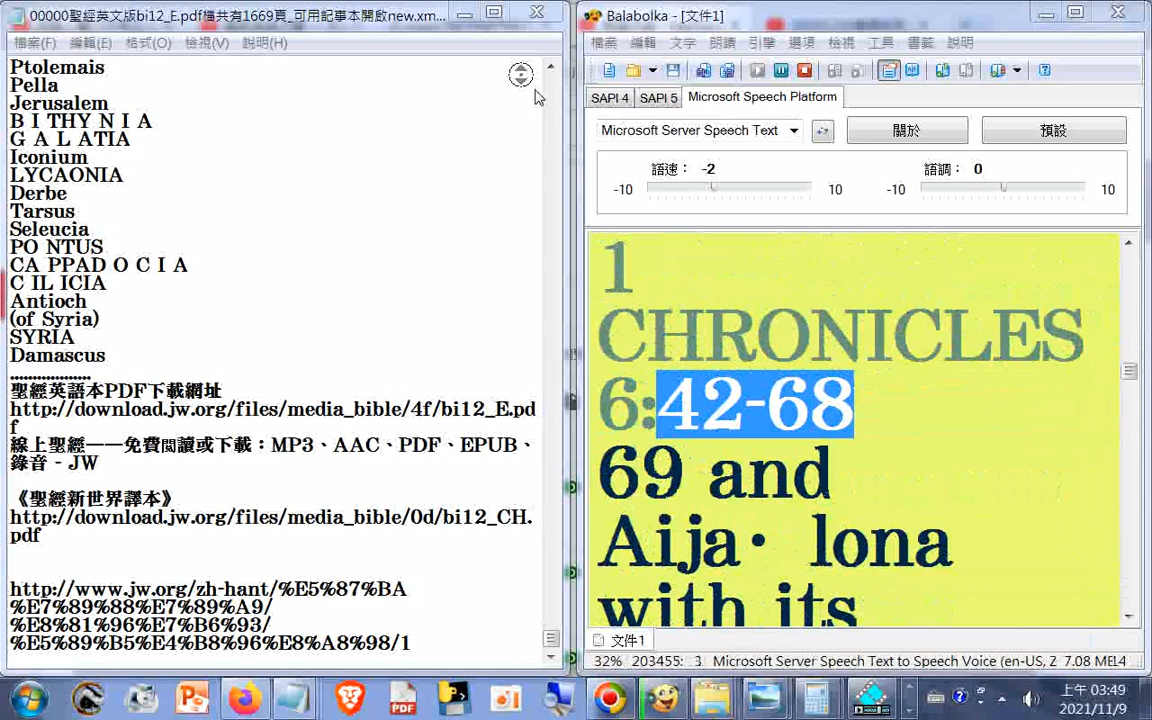 00000聖經英文版bi12_E.pdf檔共有1669頁_可用記事本開啟new.xm...
檔案(F) 編輯(E) 格式(O) 檢視(V) 說明(H)
Ptolemais
Pella
Jerusalem
B I THY N I A
G A L ATIA
Iconium
LYCAONIA
Derbe
Tarsus
Seleucia
PO NTUS
CA PPAD O C I A
C IL ICIA
Antioch
(of Syria)
SYRIA
Damascus
..................
聖經英語本PDF下載網址
http://download.jw.org/files/media_bible/4f/bi12_E.pd
f
線上聖經——免費閱讀或下載：MP3、AAC、PDF、EPUB、
錄音 - JW
《聖經新世界譯本》
http://download.jw.org/files/media_bible/0d/bi12_CH.
pdf
http://www.jw.org/zh-hant/%E5%87%BA
%E7%89%88%E7%89%A9/
%E8%81%96%E7%B6%93/
%E5%89%B5%E4%B8%96%E8%A8%98/1
Balabolka - [文件1]
檔案 編輯 文字 朗讀 引擎 選項 檢視 工具 書籤 說明
SAPI 4 SAPI 5 Microsoft Speech Platform
Microsoft Server Speech Text 關於 預設
語速： -2 語調： 0
-10 10 -10 10
1
CHRONICLES
6:42-68
69 and
Aija· lona
with its
文件1
32% 203455: 3 Microsoft Server Speech Text to Speech Voice (en-US, Z 7.08 ME14
PDF
上午 03:49
2021/11/9